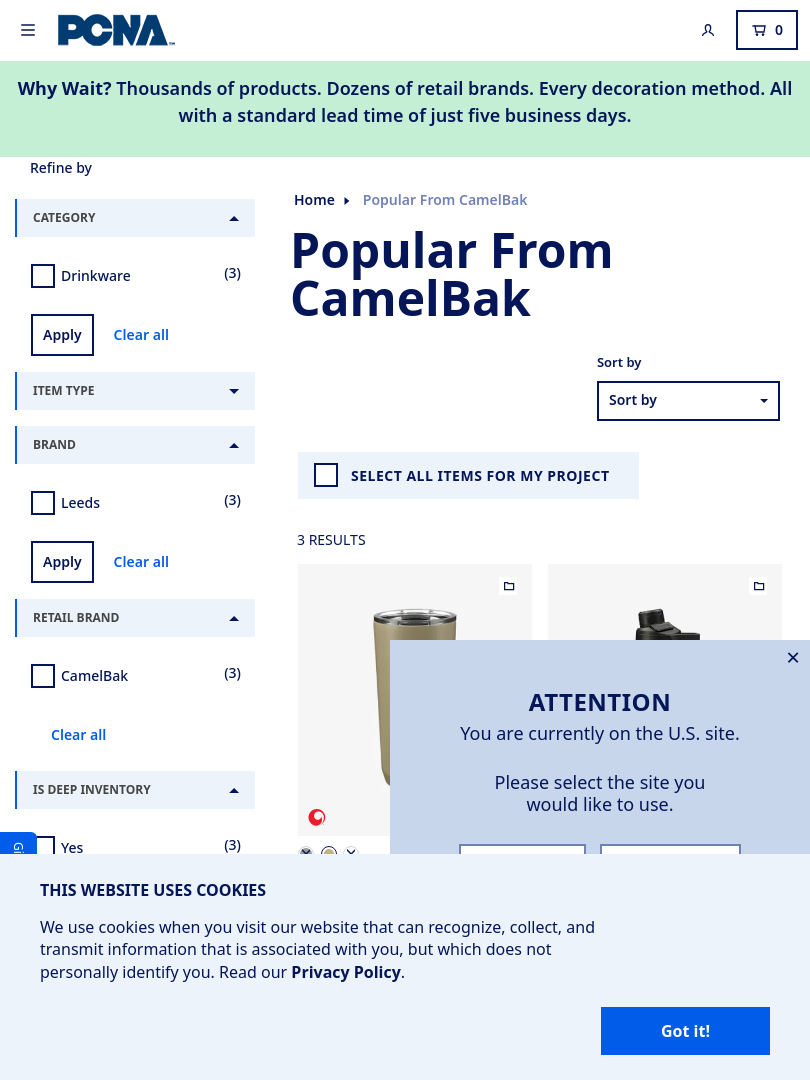 PCNA
0
Why Wait? Thousands of products. Dozens of retail brands. Every decoration method. All
with a standard lead time of just five business days.
Refine by
CATEGORY
Drinkware
(3)
Apply
Clear all
ITEM TYPE
BRAND
Leeds
(3)
Apply
Clear all
RETAIL BRAND
CamelBak
(3)
Clear all
IS DEEP INVENTORY
Yes
(3)
Home
Popular From CamelBak
Popular From
CamelBak
Sort by
Sort by
SELECT ALL ITEMS FOR MY PROJECT
3 RESULTS
ATTENTION
You are currently on the U.S. site.
Please select the site you
would like to use.
THIS WEBSITE USES COOKIES
We use cookies when you visit our website that can recognize, collect, and
transmit information that is associated with you, but which does not
personally identify you. Read our Privacy Policy.
Got it!